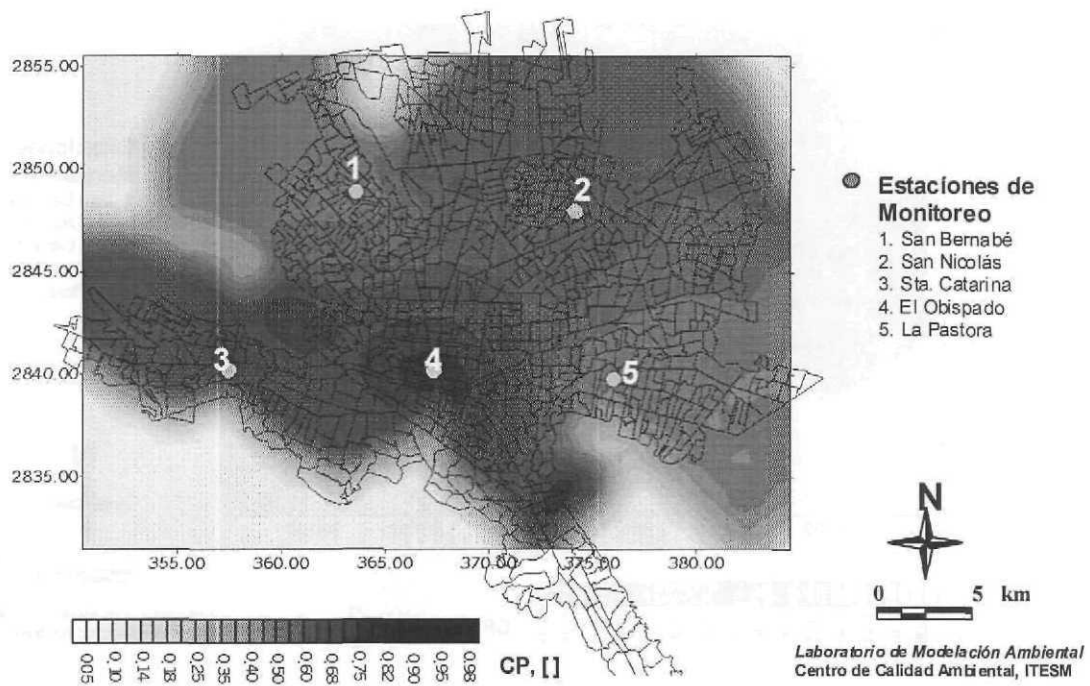 2855.00
2850.00
2845.00
2840.00
2835.00
355.00
360.00
365.00
370.00
375.00
380.00
1
2
3
4
5
Estaciones de
Monitoreo
1. San Bernabé
2. San Nicolás
3. Sta. Catarina
4. El Obispado
5. La Pastora
N
0 5 km
0.05
0.10
0.14
0.18
0.25
0.35
0.40
0.50
0.60
0.68
0.75
0.80
0.88
0.90
0.95
0.98
CP, [ ]
Laboratorio de Modelación Ambiental
Centro de Calidad Ambiental, ITESM